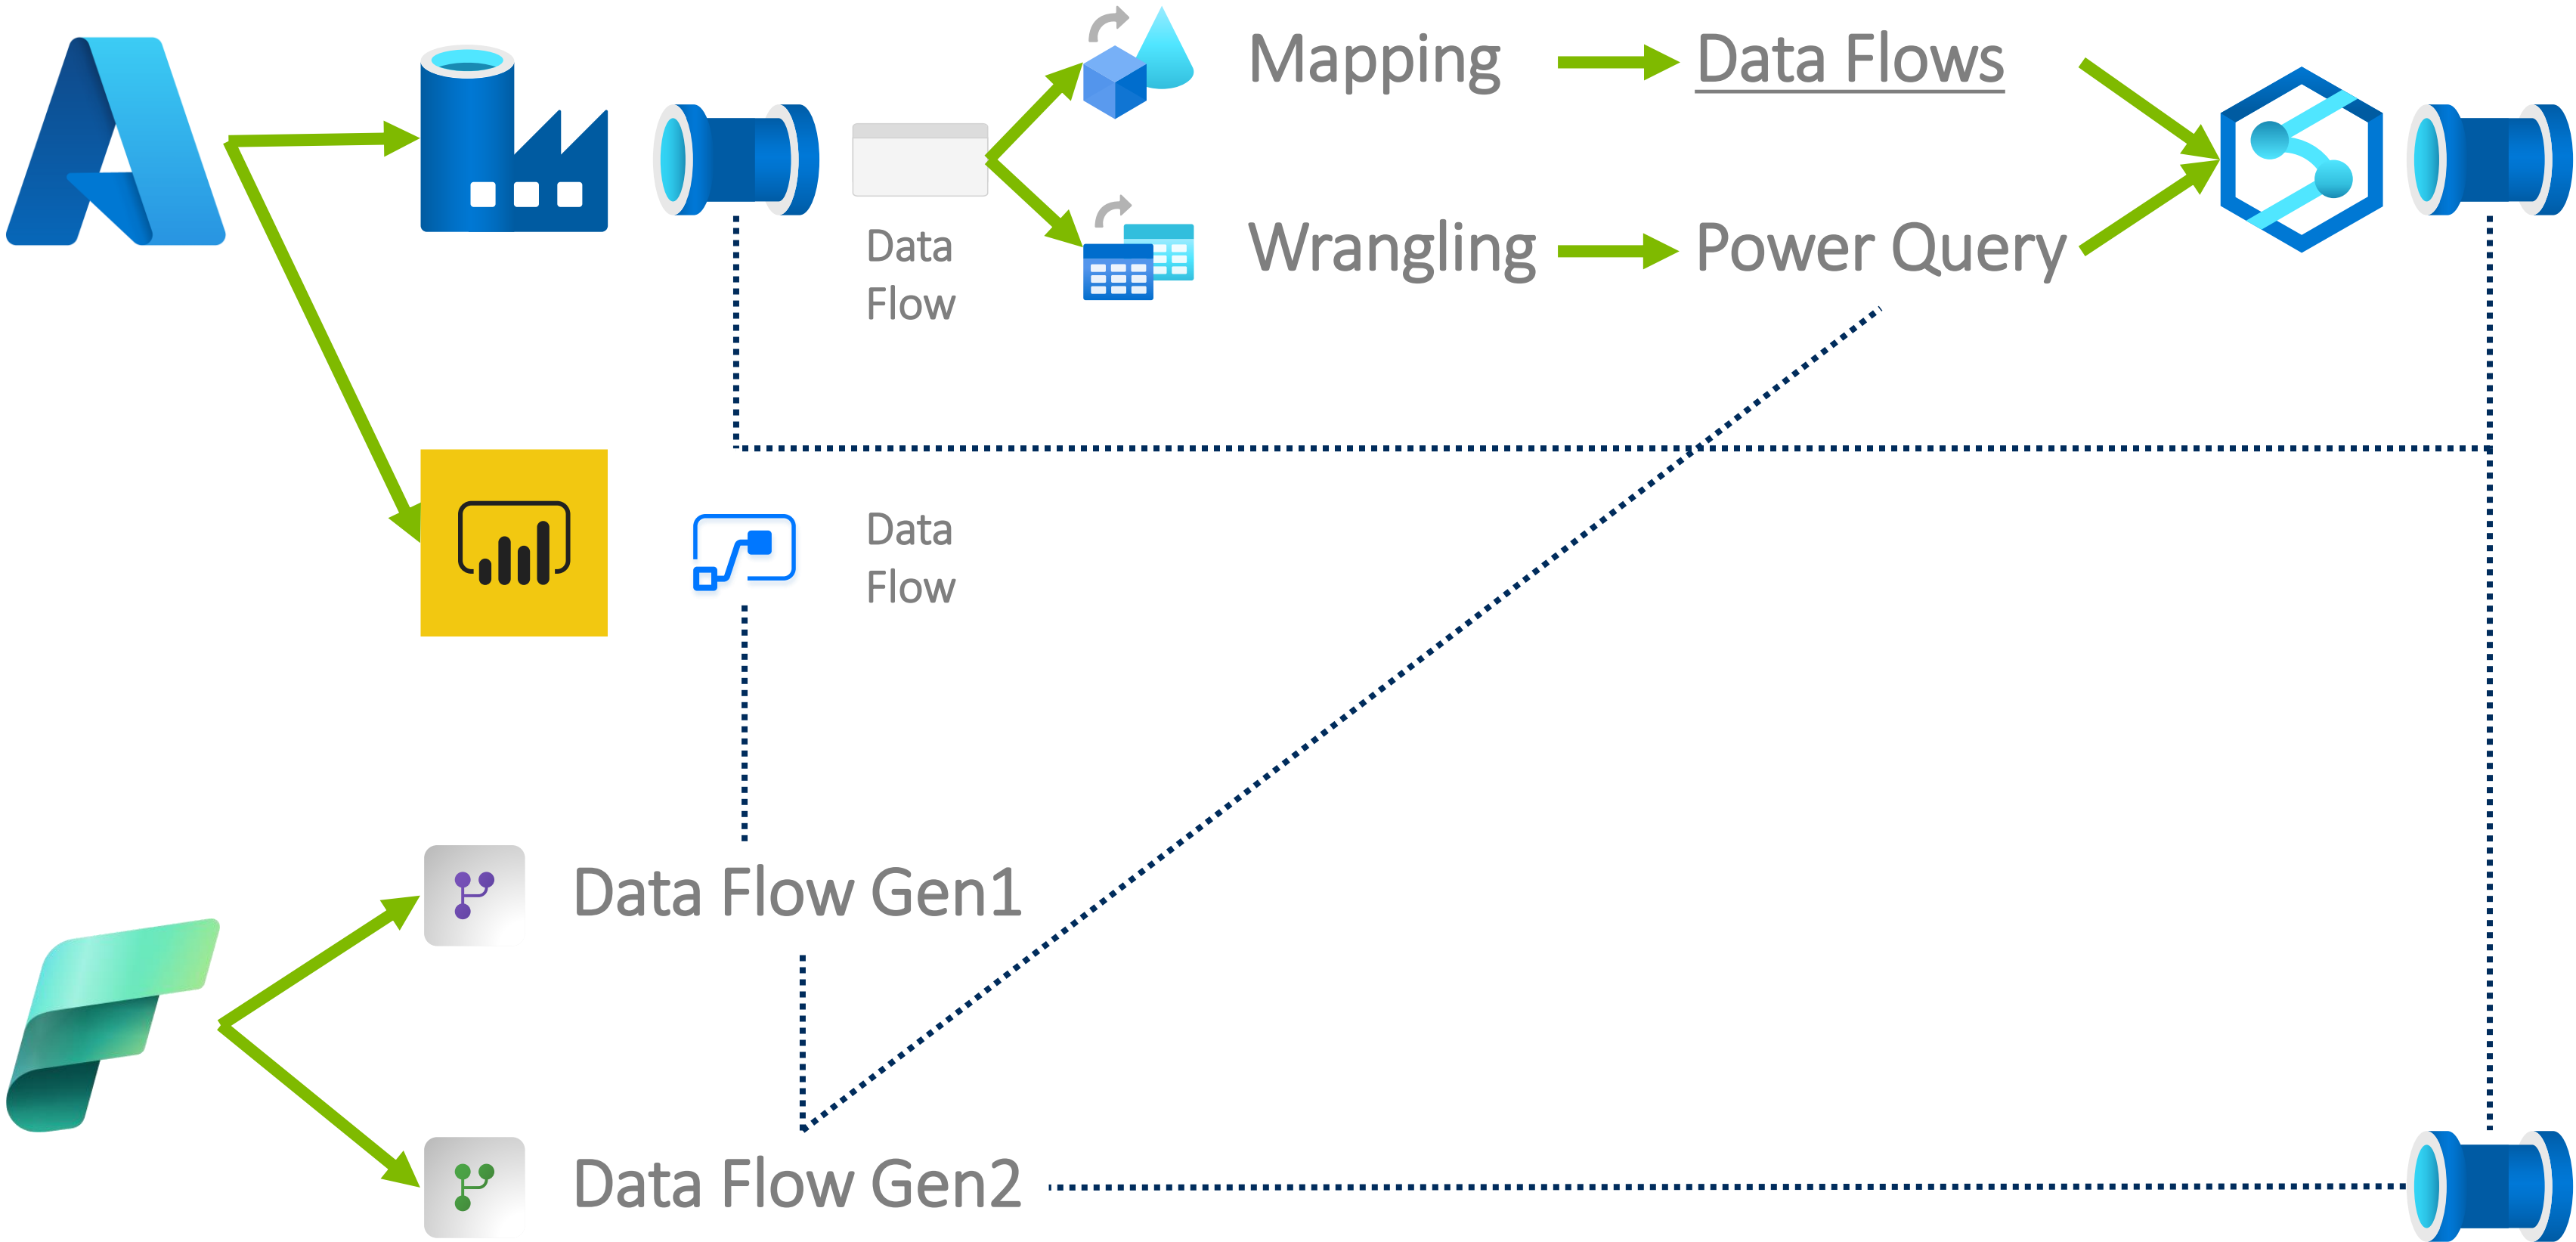 Mapping
Data Flows
Data
Flow
Wrangling
Power Query
Data
Flow
Data Flow Gen1
Data Flow Gen2